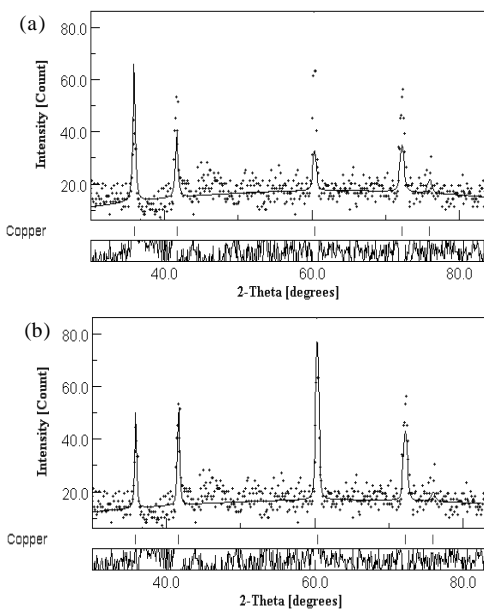 (a)
80.0
60.0
40.0
20.0
Intensity [Count]
Copper
40.0 60.0 80.0
2-Theta [degrees]
(b)
80.0
60.0
40.0
20.0
Intensity [Count]
Copper
40.0 60.0 80.0
2-Theta [degrees]